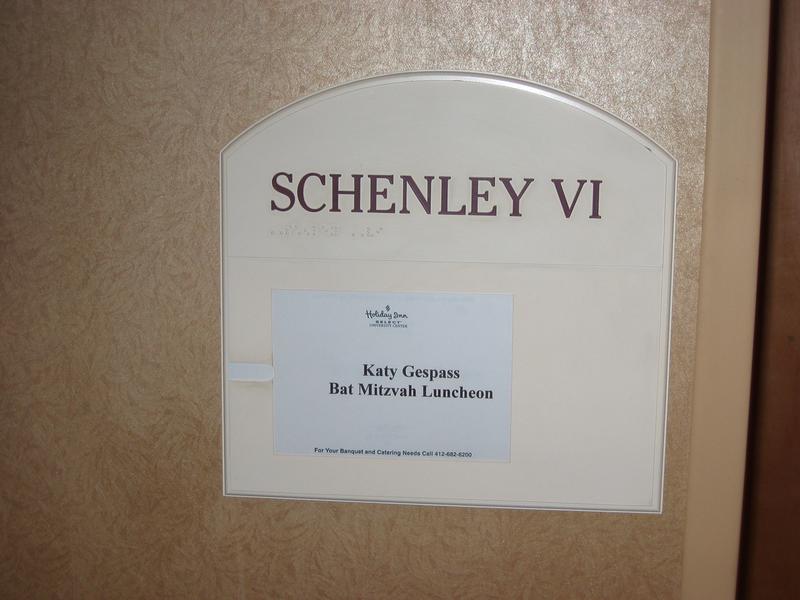 SCHENLEY VI
Holiday Inn
SELECT
UNIVERSITY CENTER
Katy Gespass
Bat Mitzvah Luncheon
For Your Banquet and Catering Needs Call 412-682-6200